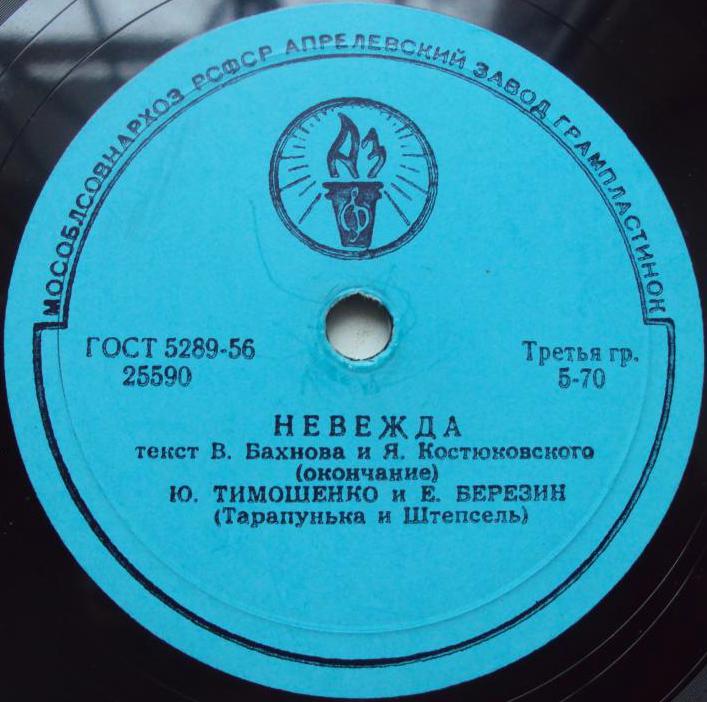 МОСОБЛСОВНАРХОЗ РСФСР АПРЕЛЕВСКИЙ ЗАВОД ГРАМПЛАСТИНОК
АЗ
ГОСТ 5289-56
25590
Третья гр.
5-70
НЕВЕЖДА
текст В. Бахнова и Я. Костюковского
(окончание)
Ю. ТИМОШЕНКО и Е. БЕРЕЗИН
(Тарапунька и Штепсель)